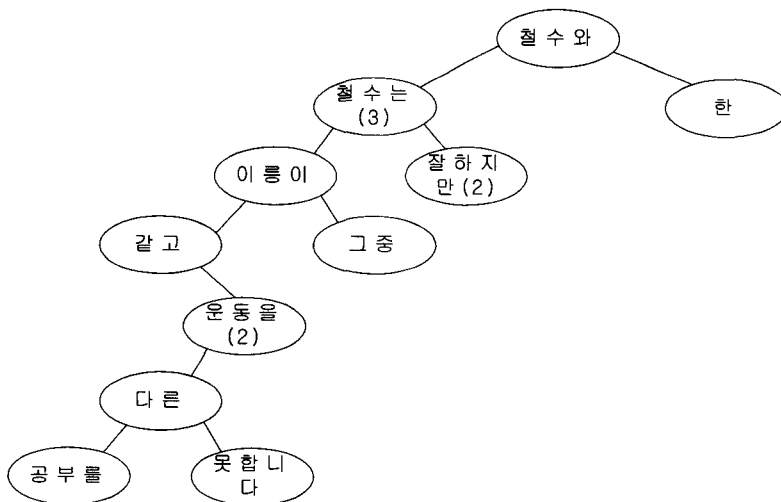 철수와
철수는
(3)
한
이름이
잘하지
만(2)
같고
그중
운동을
(2)
다른
공부를
못합니
다